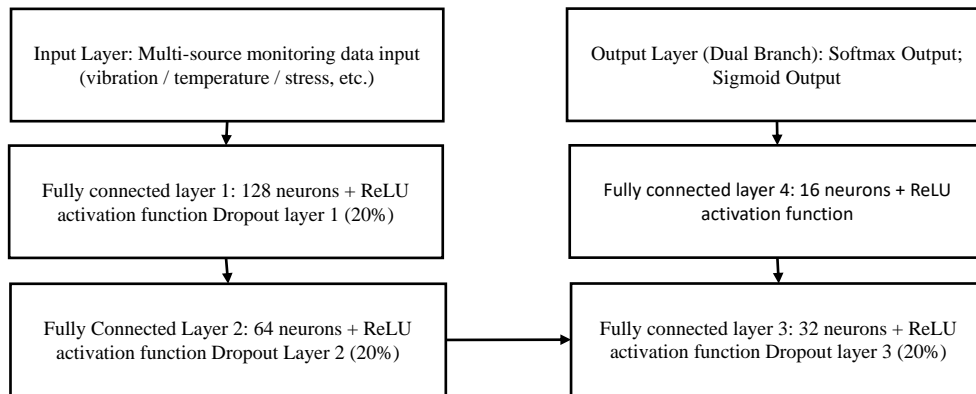 Input Layer: Multi-source monitoring data input
(vibration / temperature / stress, etc.)
Fully connected layer 1: 128 neurons + ReLU
activation function Dropout layer 1 (20%)
Fully Connected Layer 2: 64 neurons + ReLU
activation function Dropout Layer 2 (20%)
Output Layer (Dual Branch): Softmax Output;
Sigmoid Output
Fully connected layer 4: 16 neurons + ReLU
activation function
Fully connected layer 3: 32 neurons + ReLU
activation function Dropout layer 3 (20%)